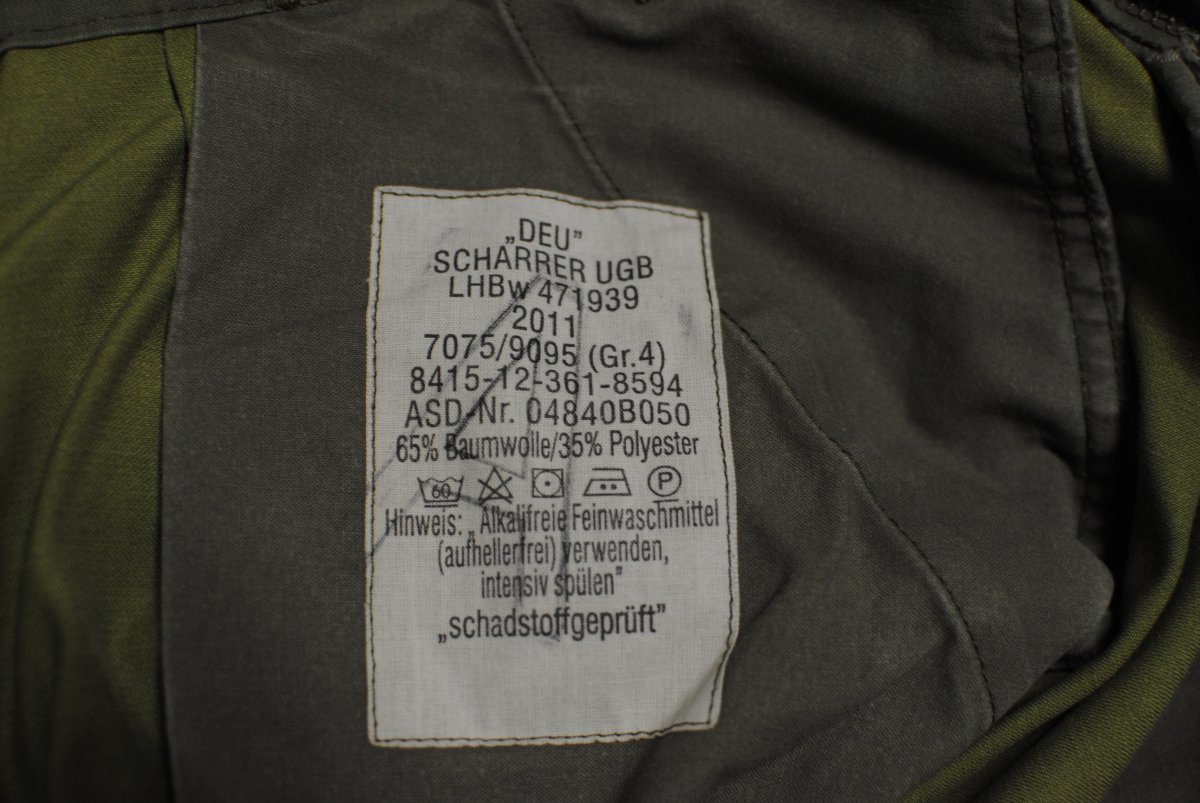 „DEU”
SCHARRER UGB
LHBw 471939
2011
7075/9095 (Gr.4)
8415-12-361-8594
ASD-Nr. 04840B050
65% Baumwolle/35% Polyester
60 P
Hinweis: „Alkalifreie Feinwaschmittel
(aufhellerfrei) verwenden,
intensiv spülen”
„schadstoffgeprüft”